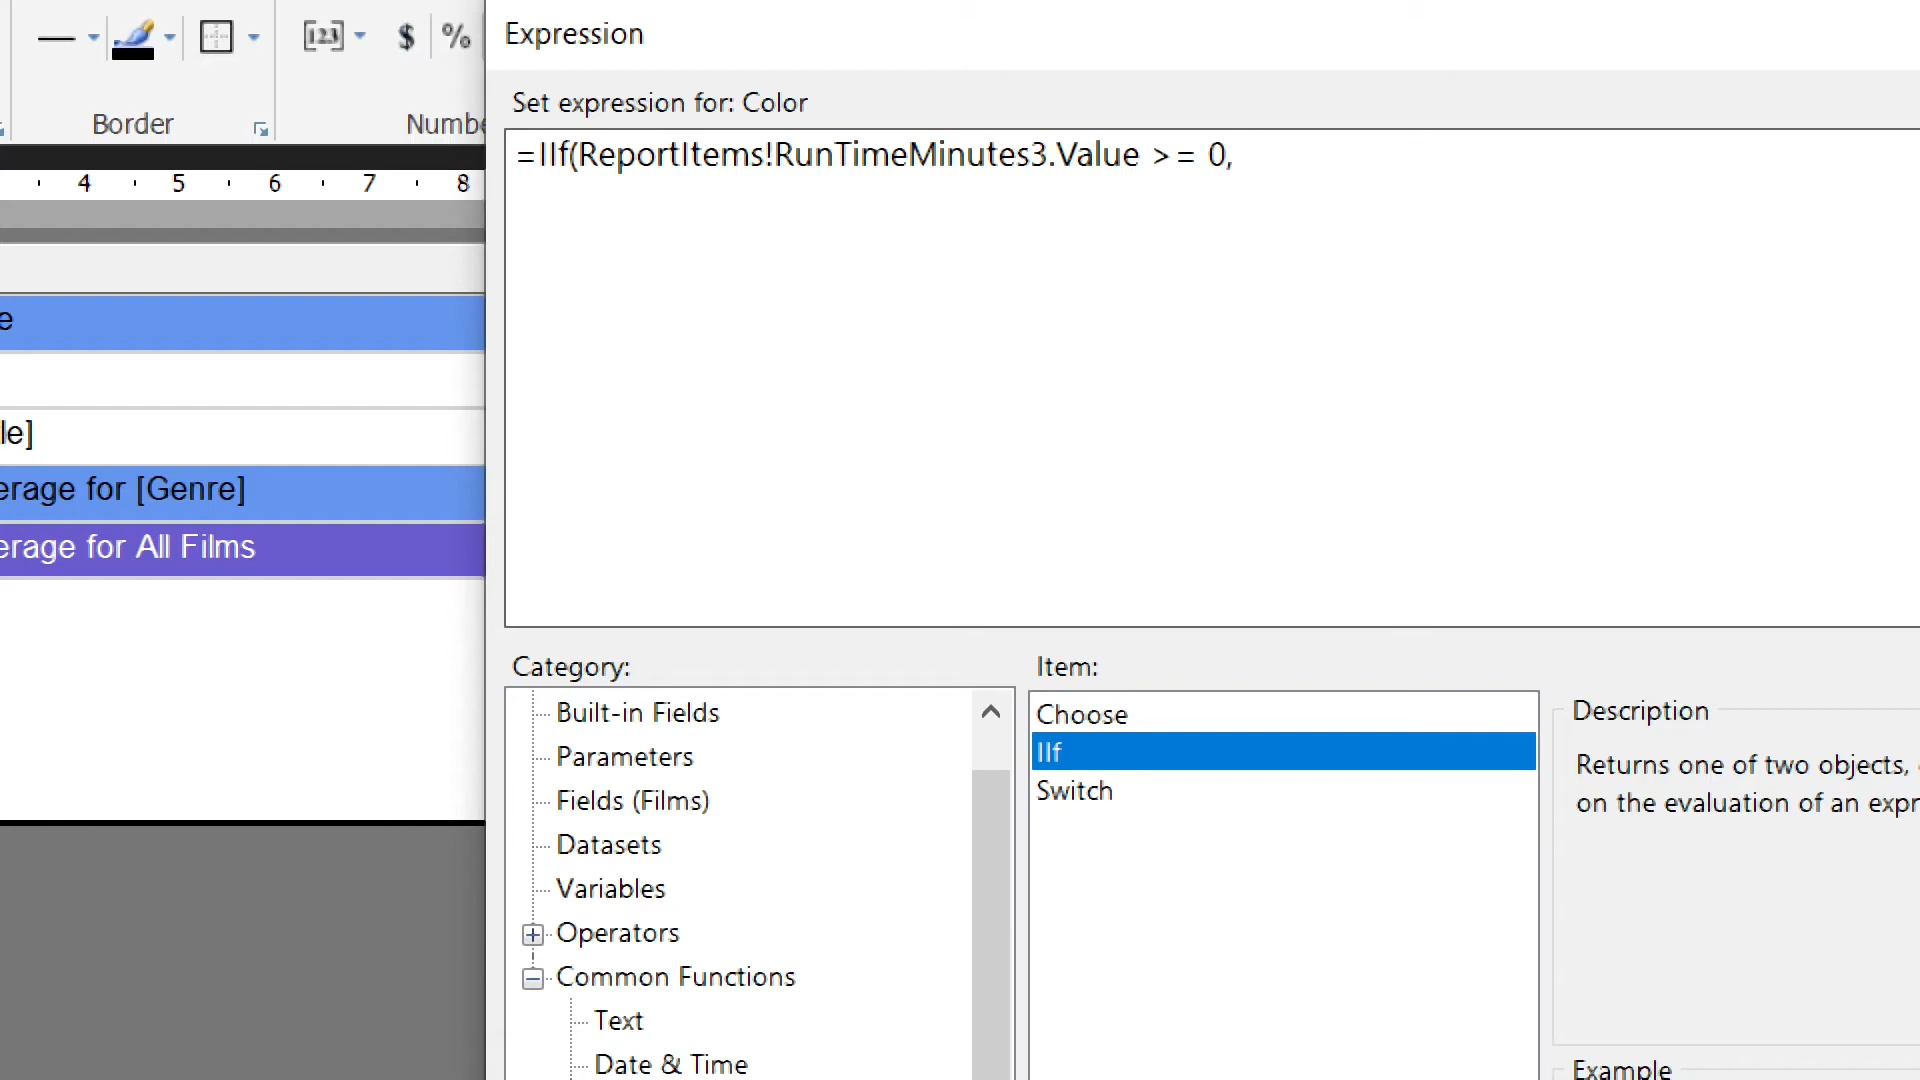 [123]
$
%
Border
4 5 6 7 8
Expression
Set expression for: Color
=IIf(ReportItems!RunTimeMinutes3.Value >= 0,
le]
erage for [Genre]
erage for All Films
Category:
Built-in Fields
Parameters
Fields (Films)
Datasets
Variables
Operators
Common Functions
Text
Date & Time
Item:
Choose
IIf
Switch
Description
Returns one of two objects,
on the evaluation of an expr
Example